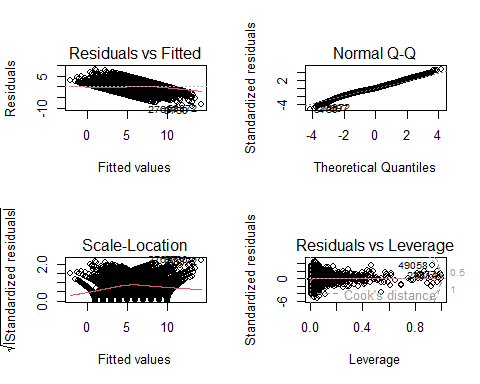 Residuals vs Fitted
Residuals
5
-10
0 5 10
Fitted values
Normal Q-Q
Standardized residuals
2
-4
-4 -2 0 2 4
Theoretical Quantiles
Scale-Location
√|Standardized residuals|
2.0
0.0
0 5 10
Fitted values
Residuals vs Leverage
Standardized residuals
0
-6
49058
Cook's distance
0.5
1
0.0 0.4 0.8
Leverage